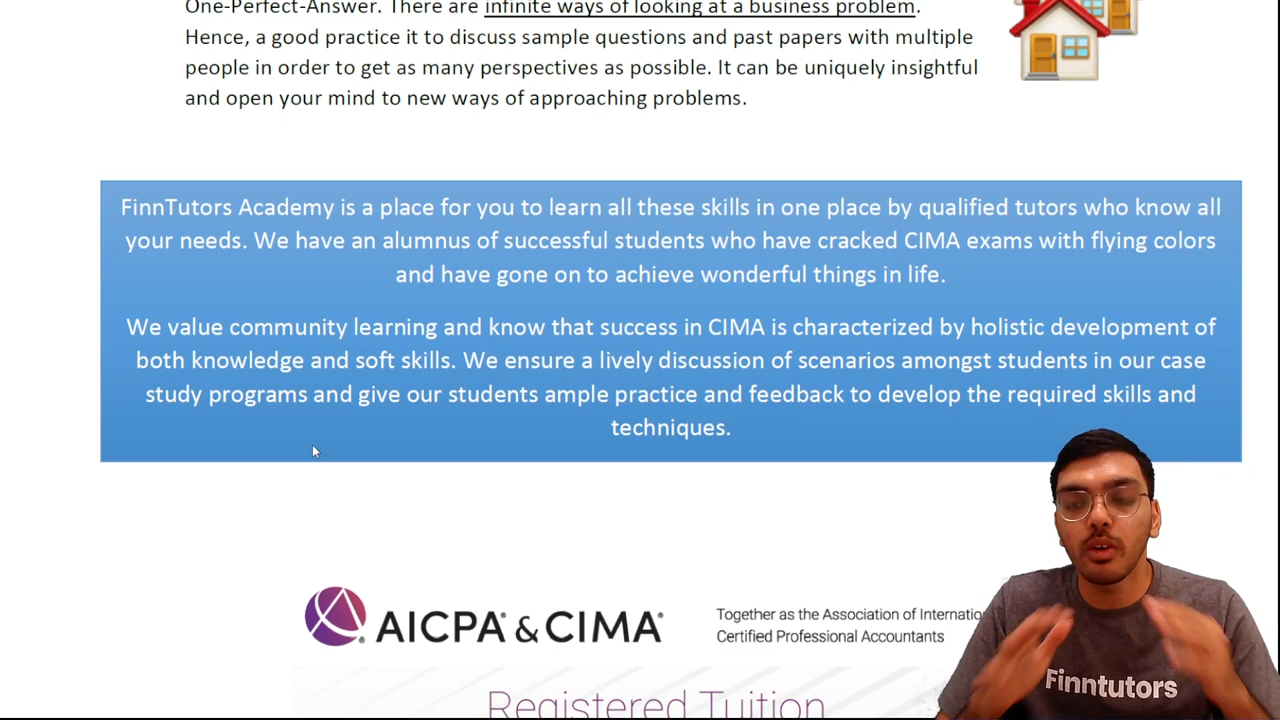 One-Perfect-Answer. There are infinite ways of looking at a business problem.
Hence, a good practice it to discuss sample questions and past papers with multiple
people in order to get as many perspectives as possible. It can be uniquely insightful
and open your mind to new ways of approaching problems.
FinnTutors Academy is a place for you to learn all these skills in one place by qualified tutors who know all
your needs. We have an alumnus of successful students who have cracked CIMA exams with flying colors
and have gone on to achieve wonderful things in life.
We value community learning and know that success in CIMA is characterized by holistic development of
both knowledge and soft skills. We ensure a lively discussion of scenarios amongst students in our case
study programs and give our students ample practice and feedback to develop the required skills and
techniques.
AICPA® & CIMA®
Together as the Association of Internatio
Certified Professional Accountants
Registered Tuition
Finntutors